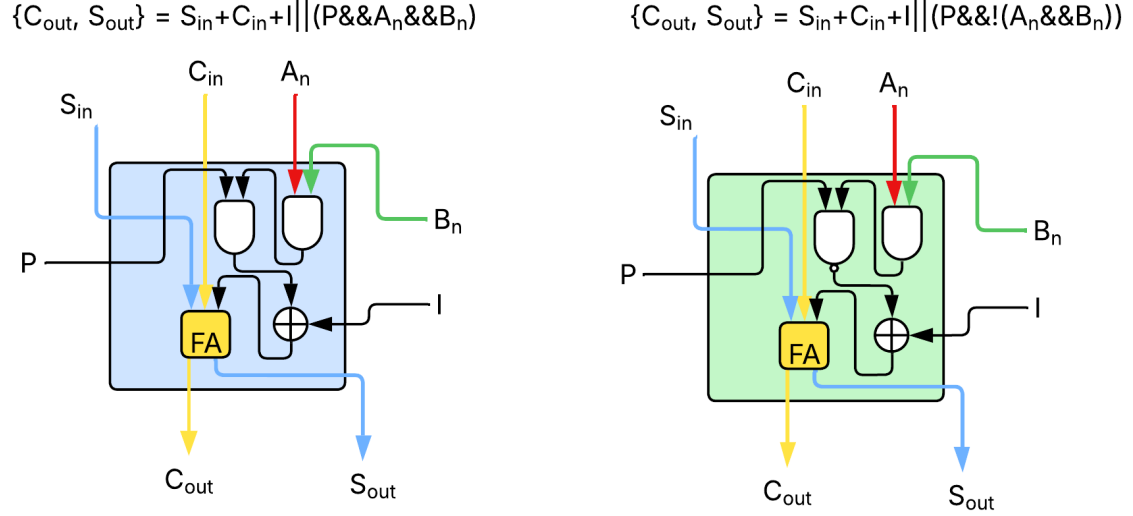 {Cout, Sout} = Sin+Cin+I||(P&&An&&Bn)
{Cout, Sout} = Sin+Cin+I||(P&&!(An&&Bn))
Cin
An
Sin
Bn
P
I
FA
Cout
Sout
Cin
An
Sin
Bn
P
I
FA
Cout
Sout